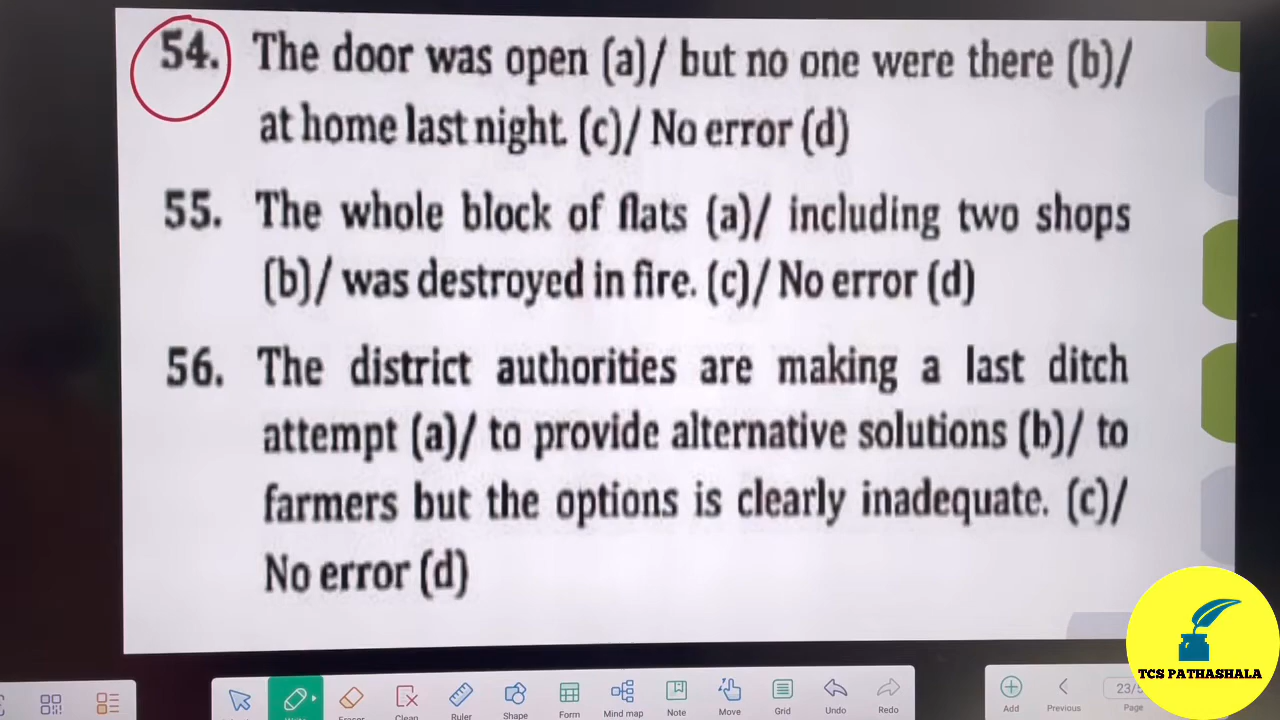 54. The door was open (a)/ but no one were there (b)/
at home last night. (c)/ No error (d)
55. The whole block of flats (a)/ including two shops
(b)/ was destroyed in fire. (c)/ No error (d)
56. The district authorities are making a last ditch
attempt (a)/ to provide alternative solutions (b)/ to
farmers but the options is clearly inadequate. (c)/
No error (d)
TCS PATHASHALA
Ruler Shape Form Mind map Note Move Grid Undo Redo Add Previous Page